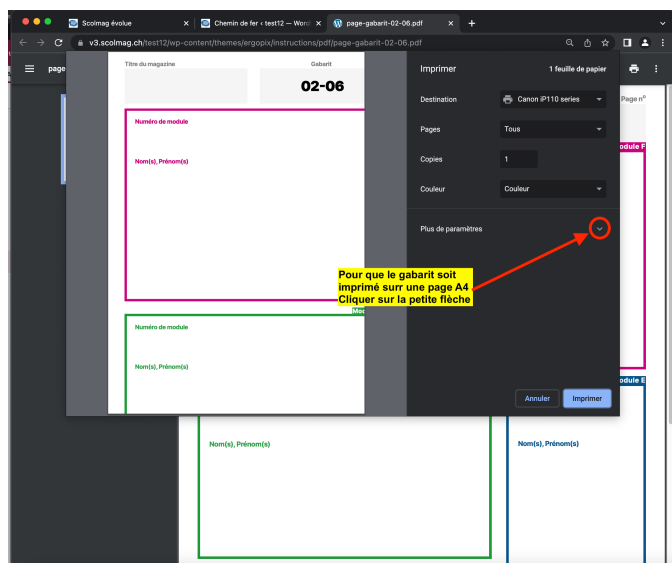 Scolmag évolue
Chemin de fer ‹ test12 — Word
page-gabarit-02-06.pdf
v3.scolmag.ch/test12/wp-content/themes/ergopix/instructions/pdf/page-gabarit-02-06.pdf
page
Titre du magazine
Gabarit
02-06
Numéro de module
Nom(s), Prénom(s)
Numéro de module
Nom(s), Prénom(s)
Imprimer
1 feuille de papier
Destination
Canon iP110 series
Pages
Tous
Copies
1
Couleur
Couleur
Plus de paramètres
Pour que le gabarit soit
imprimé surr une page A4
Cliquer sur la petite flèche
Annuler
Imprimer
Page nº
odule F
odule E
Nom(s), Prénom(s)
Nom(s), Prénom(s)